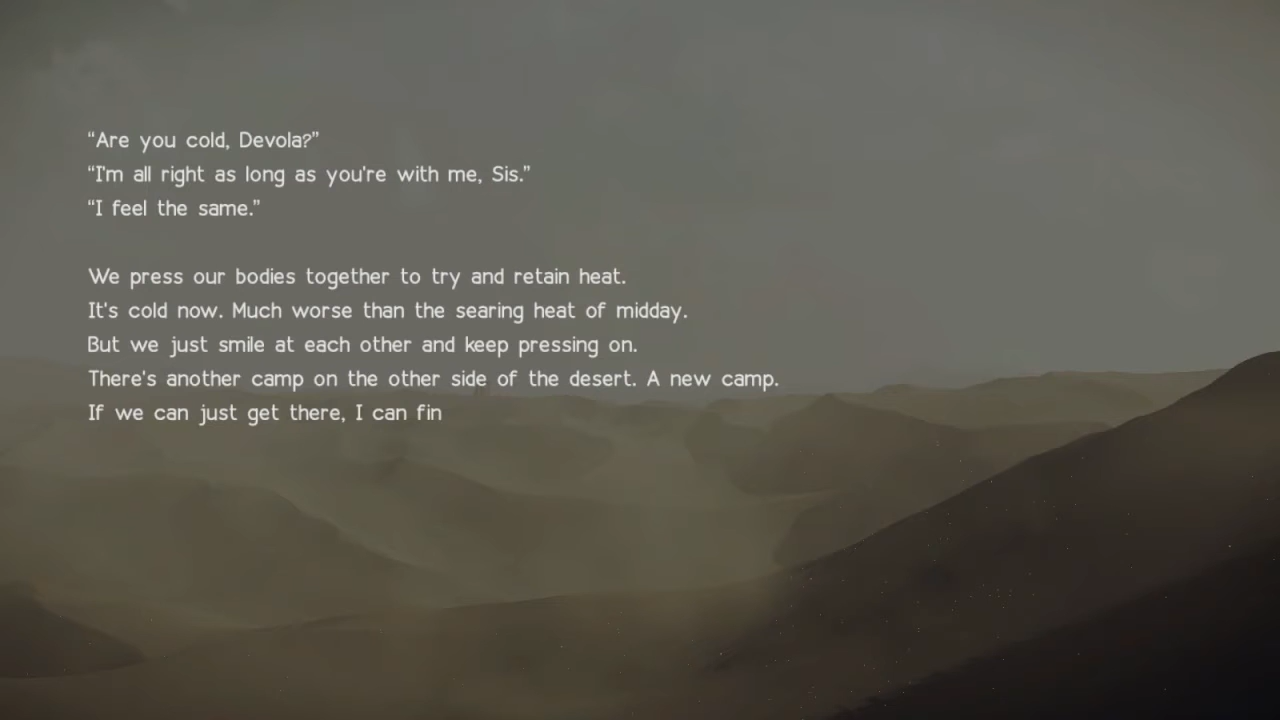 “Are you cold, Devola?”
“I'm all right as long as you're with me, Sis.”
“I feel the same.”
We press our bodies together to try and retain heat.
It's cold now. Much worse than the searing heat of midday.
But we just smile at each other and keep pressing on.
There's another camp on the other side of the desert. A new camp.
If we can just get there, I can fin